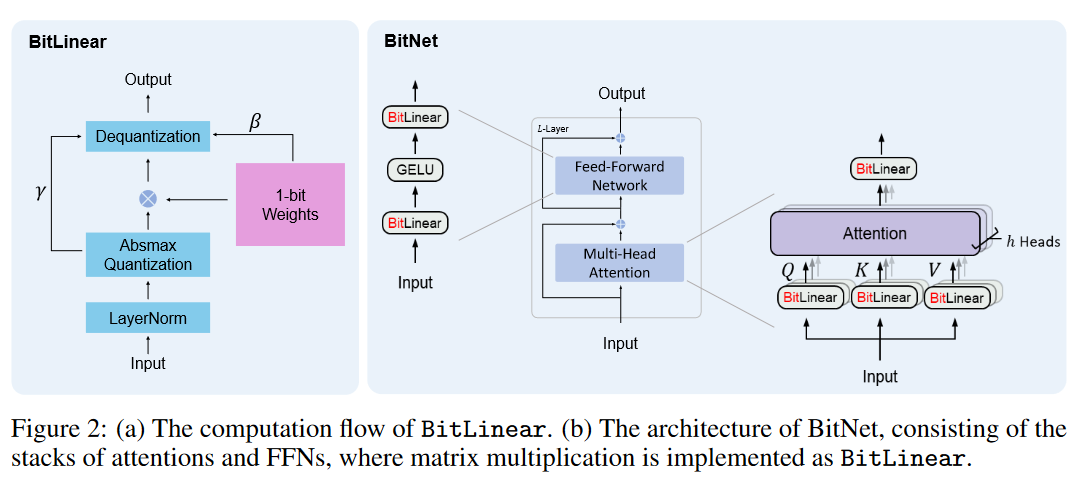 BitLinear
Output
β
Dequantization
γ
1-bit
Weights
Absmax
Quantization
LayerNorm
Input
BitNet
BitLinear
GELU
BitLinear
Input
Output
L-Layer
Feed-Forward
Network
Multi-Head
Attention
Input
BitLinear
Attention
h Heads
Q K V
BitLinear BitLinear BitLinear
Input
Figure 2: (a) The computation flow of BitLinear. (b) The architecture of BitNet, consisting of the
stacks of attentions and FFNs, where matrix multiplication is implemented as BitLinear.